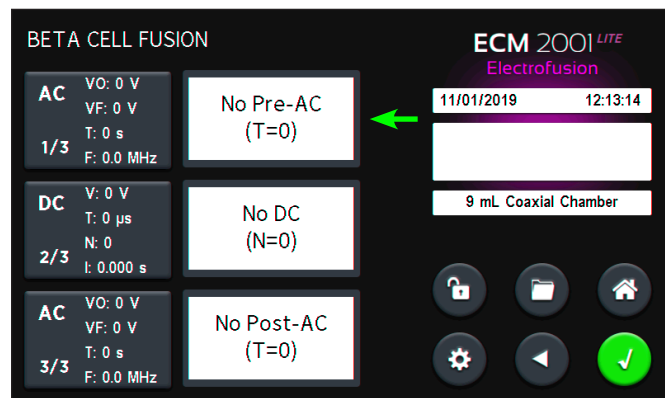 BETA CELL FUSION
ECM 2001 LITE
Electrofusion
11/01/2019 12:13:14
9 mL Coaxial Chamber
AC
1/3
VO: 0 V
VF: 0 V
T: 0 s
F: 0.0 MHz
No Pre-AC
(T=0)
DC
2/3
V: 0 V
T: 0 µs
N: 0
I: 0.000 s
No DC
(N=0)
AC
3/3
VO: 0 V
VF: 0 V
T: 0 s
F: 0.0 MHz
No Post-AC
(T=0)